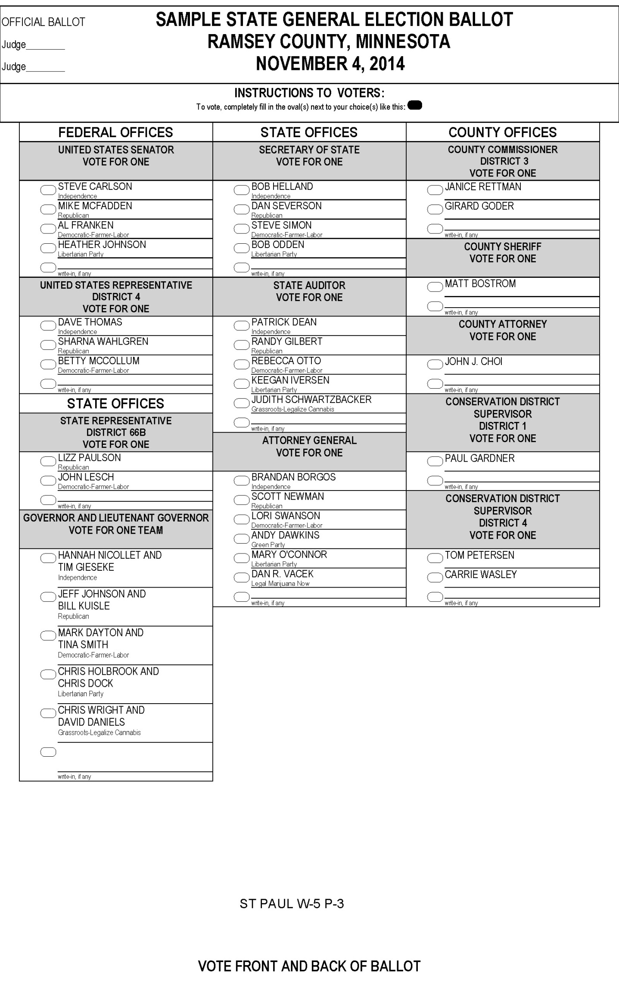 OFFICIAL BALLOT
Judge________
Judge________
SAMPLE STATE GENERAL ELECTION BALLOT
RAMSEY COUNTY, MINNESOTA
NOVEMBER 4, 2014
INSTRUCTIONS TO VOTERS:
To vote, completely fill in the oval(s) next to your choice(s) like this:
FEDERAL OFFICES
UNITED STATES SENATOR
VOTE FOR ONE
STEVE CARLSON
Independence
MIKE MCFADDEN
Republican
AL FRANKEN
Democratic-Farmer-Labor
HEATHER JOHNSON
Libertarian Party
write-in, if any
UNITED STATES REPRESENTATIVE
DISTRICT 4
VOTE FOR ONE
DAVE THOMAS
Independence
SHARNA WAHLGREN
Republican
BETTY MCCOLLUM
Democratic-Farmer-Labor
write-in, if any
STATE OFFICES
STATE REPRESENTATIVE
DISTRICT 66B
VOTE FOR ONE
LIZZ PAULSON
Republican
JOHN LESCH
Democratic-Farmer-Labor
write-in, if any
GOVERNOR AND LIEUTENANT GOVERNOR
VOTE FOR ONE TEAM
HANNAH NICOLLET AND
TIM GIESEKE
Independence
JEFF JOHNSON AND
BILL KUISLE
Republican
MARK DAYTON AND
TINA SMITH
Democratic-Farmer-Labor
CHRIS HOLBROOK AND
CHRIS DOCK
Libertarian Party
CHRIS WRIGHT AND
DAVID DANIELS
Grassroots-Legalize Cannabis
write-in, if any
STATE OFFICES
SECRETARY OF STATE
VOTE FOR ONE
BOB HELLAND
Independence
DAN SEVERSON
Republican
STEVE SIMON
Democratic-Farmer-Labor
BOB ODDEN
Libertarian Party
write-in, if any
STATE AUDITOR
VOTE FOR ONE
PATRICK DEAN
Independence
RANDY GILBERT
Republican
REBECCA OTTO
Democratic-Farmer-Labor
KEEGAN IVERSEN
Libertarian Party
JUDITH SCHWARTZBACKER
Grassroots-Legalize Cannabis
write-in, if any
ATTORNEY GENERAL
VOTE FOR ONE
BRANDAN BORGOS
Independence
SCOTT NEWMAN
Republican
LORI SWANSON
Democratic-Farmer-Labor
ANDY DAWKINS
Green Party
MARY O'CONNOR
Libertarian Party
DAN R. VACEK
Legal Marijuana Now
write-in, if any
COUNTY OFFICES
COUNTY COMMISSIONER
DISTRICT 3
VOTE FOR ONE
JANICE RETTMAN
GIRARD GODER
write-in, if any
COUNTY SHERIFF
VOTE FOR ONE
MATT BOSTROM
write-in, if any
COUNTY ATTORNEY
VOTE FOR ONE
JOHN J. CHOI
write-in, if any
CONSERVATION DISTRICT
SUPERVISOR
DISTRICT 1
VOTE FOR ONE
PAUL GARDNER
write-in, if any
CONSERVATION DISTRICT
SUPERVISOR
DISTRICT 4
VOTE FOR ONE
TOM PETERSEN
CARRIE WASLEY
write-in, if any
ST PAUL W-5 P-3
VOTE FRONT AND BACK OF BALLOT